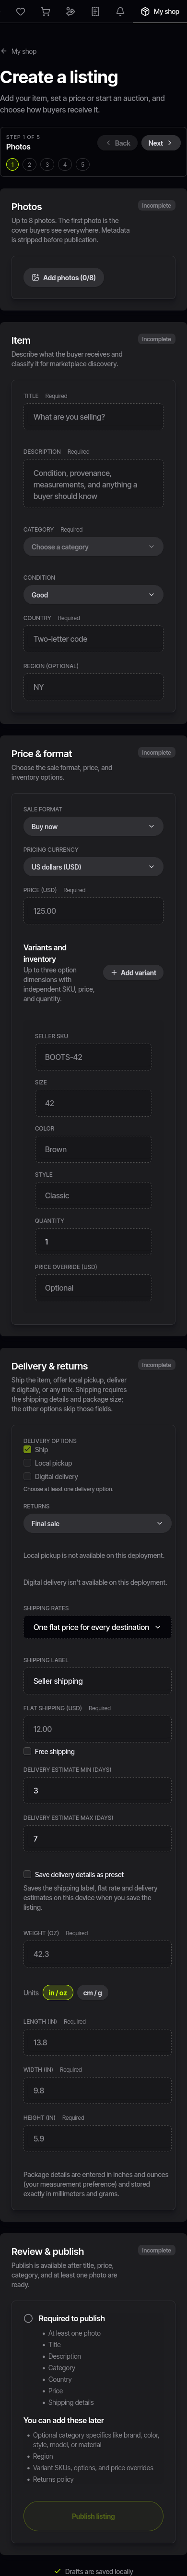 My shop
My shop
Create a listing
Add your item, set a price or start an auction, and
choose how buyers receive it.
STEP 1 OF 5
Photos
Back
Next
1
2
3
4
5
Photos
Incomplete
Up to 8 photos. The first photo is the
cover buyers see everywhere. Metadata
is stripped before publication.
Add photos (0/8)
Item
Incomplete
Describe what the buyer receives and
classify it for marketplace discovery.
TITLE Required
What are you selling?
DESCRIPTION Required
Condition, provenance,
measurements, and anything a
buyer should know
CATEGORY Required
Choose a category
CONDITION
Good
COUNTRY Required
Two-letter code
REGION (OPTIONAL)
NY
Price & format
Incomplete
Choose the sale format, price, and
inventory options.
SALE FORMAT
Buy now
PRICING CURRENCY
US dollars (USD)
PRICE (USD) Required
125.00
Variants and
inventory
Up to three option
dimensions with
independent SKU, price,
and quantity.
Add variant
SELLER SKU
BOOTS-42
SIZE
42
COLOR
Brown
STYLE
Classic
QUANTITY
1
PRICE OVERRIDE (USD)
Optional
Delivery & returns
Incomplete
Ship the item, offer local pickup, deliver
it digitally, or any mix. Shipping requires
the shipping details and package size;
the other options skip those fields.
DELIVERY OPTIONS
Ship
Local pickup
Digital delivery
Choose at least one delivery option.
RETURNS
Final sale
Local pickup is not available on this deployment.
Digital delivery isn't available on this deployment.
SHIPPING RATES
One flat price for every destination
SHIPPING LABEL
Seller shipping
FLAT SHIPPING (USD) Required
12.00
Free shipping
DELIVERY ESTIMATE MIN (DAYS)
3
DELIVERY ESTIMATE MAX (DAYS)
7
Save delivery details as preset
Saves the shipping label, flat rate and delivery
estimates on this device when you save the
listing.
WEIGHT (OZ) Required
42.3
Units
in / oz
cm / g
LENGTH (IN) Required
13.8
WIDTH (IN) Required
9.8
HEIGHT (IN) Required
5.9
Package details are entered in inches and ounces
(your measurement preference) and stored
exactly in millimeters and grams.
Review & publish
Incomplete
Publish is available after title, price,
category, and at least one photo are
ready.
Required to publish
• At least one photo
• Title
• Description
• Category
• Country
• Price
• Shipping details
You can add these later
• Optional category specifics like brand, color,
style, model, or material
• Region
• Variant SKUs, options, and price overrides
• Returns policy
Publish listing
Drafts are saved locally